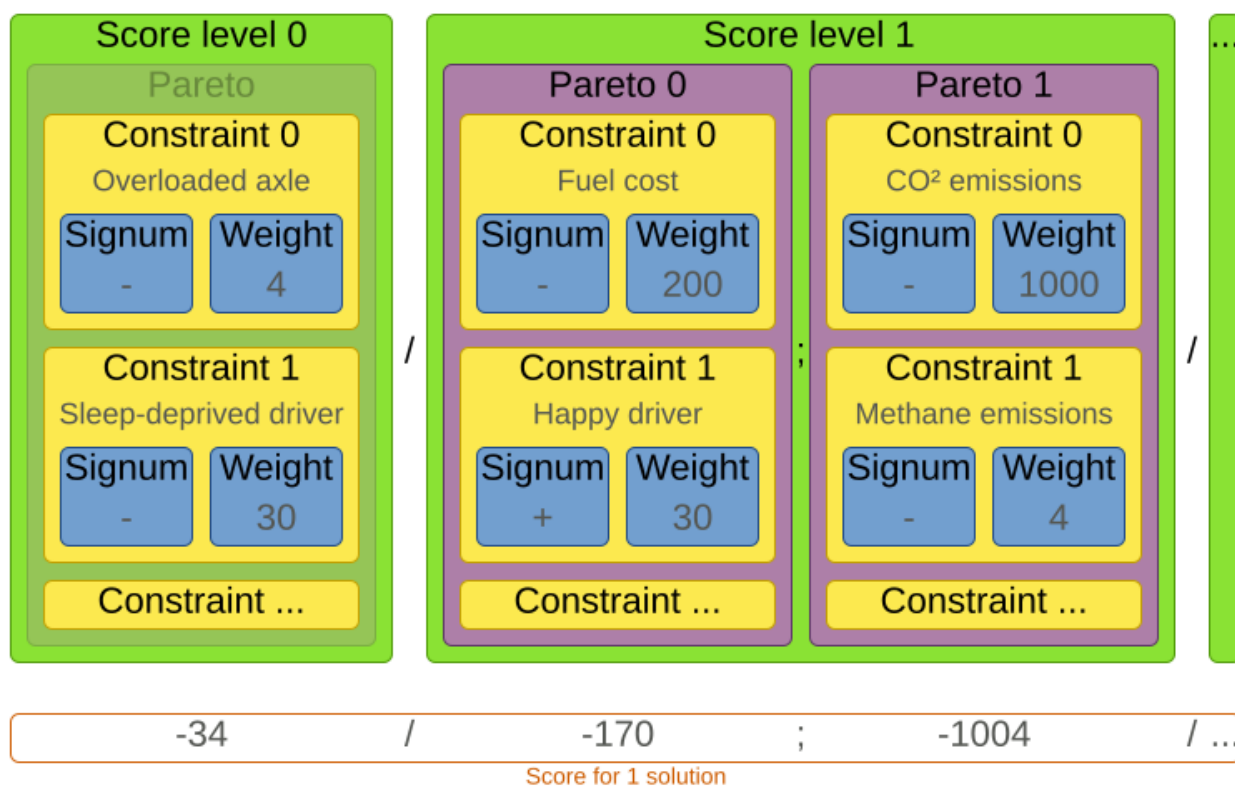 Score level 0
Pareto
Constraint 0
Overloaded axle
Signum Weight
- 4
Constraint 1
Sleep-deprived driver
Signum Weight
- 30
Constraint ...
/
Score level 1
Pareto 0
Constraint 0
Fuel cost
Signum Weight
- 200
Constraint 1
Happy driver
Signum Weight
+ 30
Constraint ...
;
Pareto 1
Constraint 0
CO² emissions
Signum Weight
- 1000
Constraint 1
Methane emissions
Signum Weight
- 4
Constraint ...
/
...
-34 / -170 ; -1004 / ...
Score for 1 solution